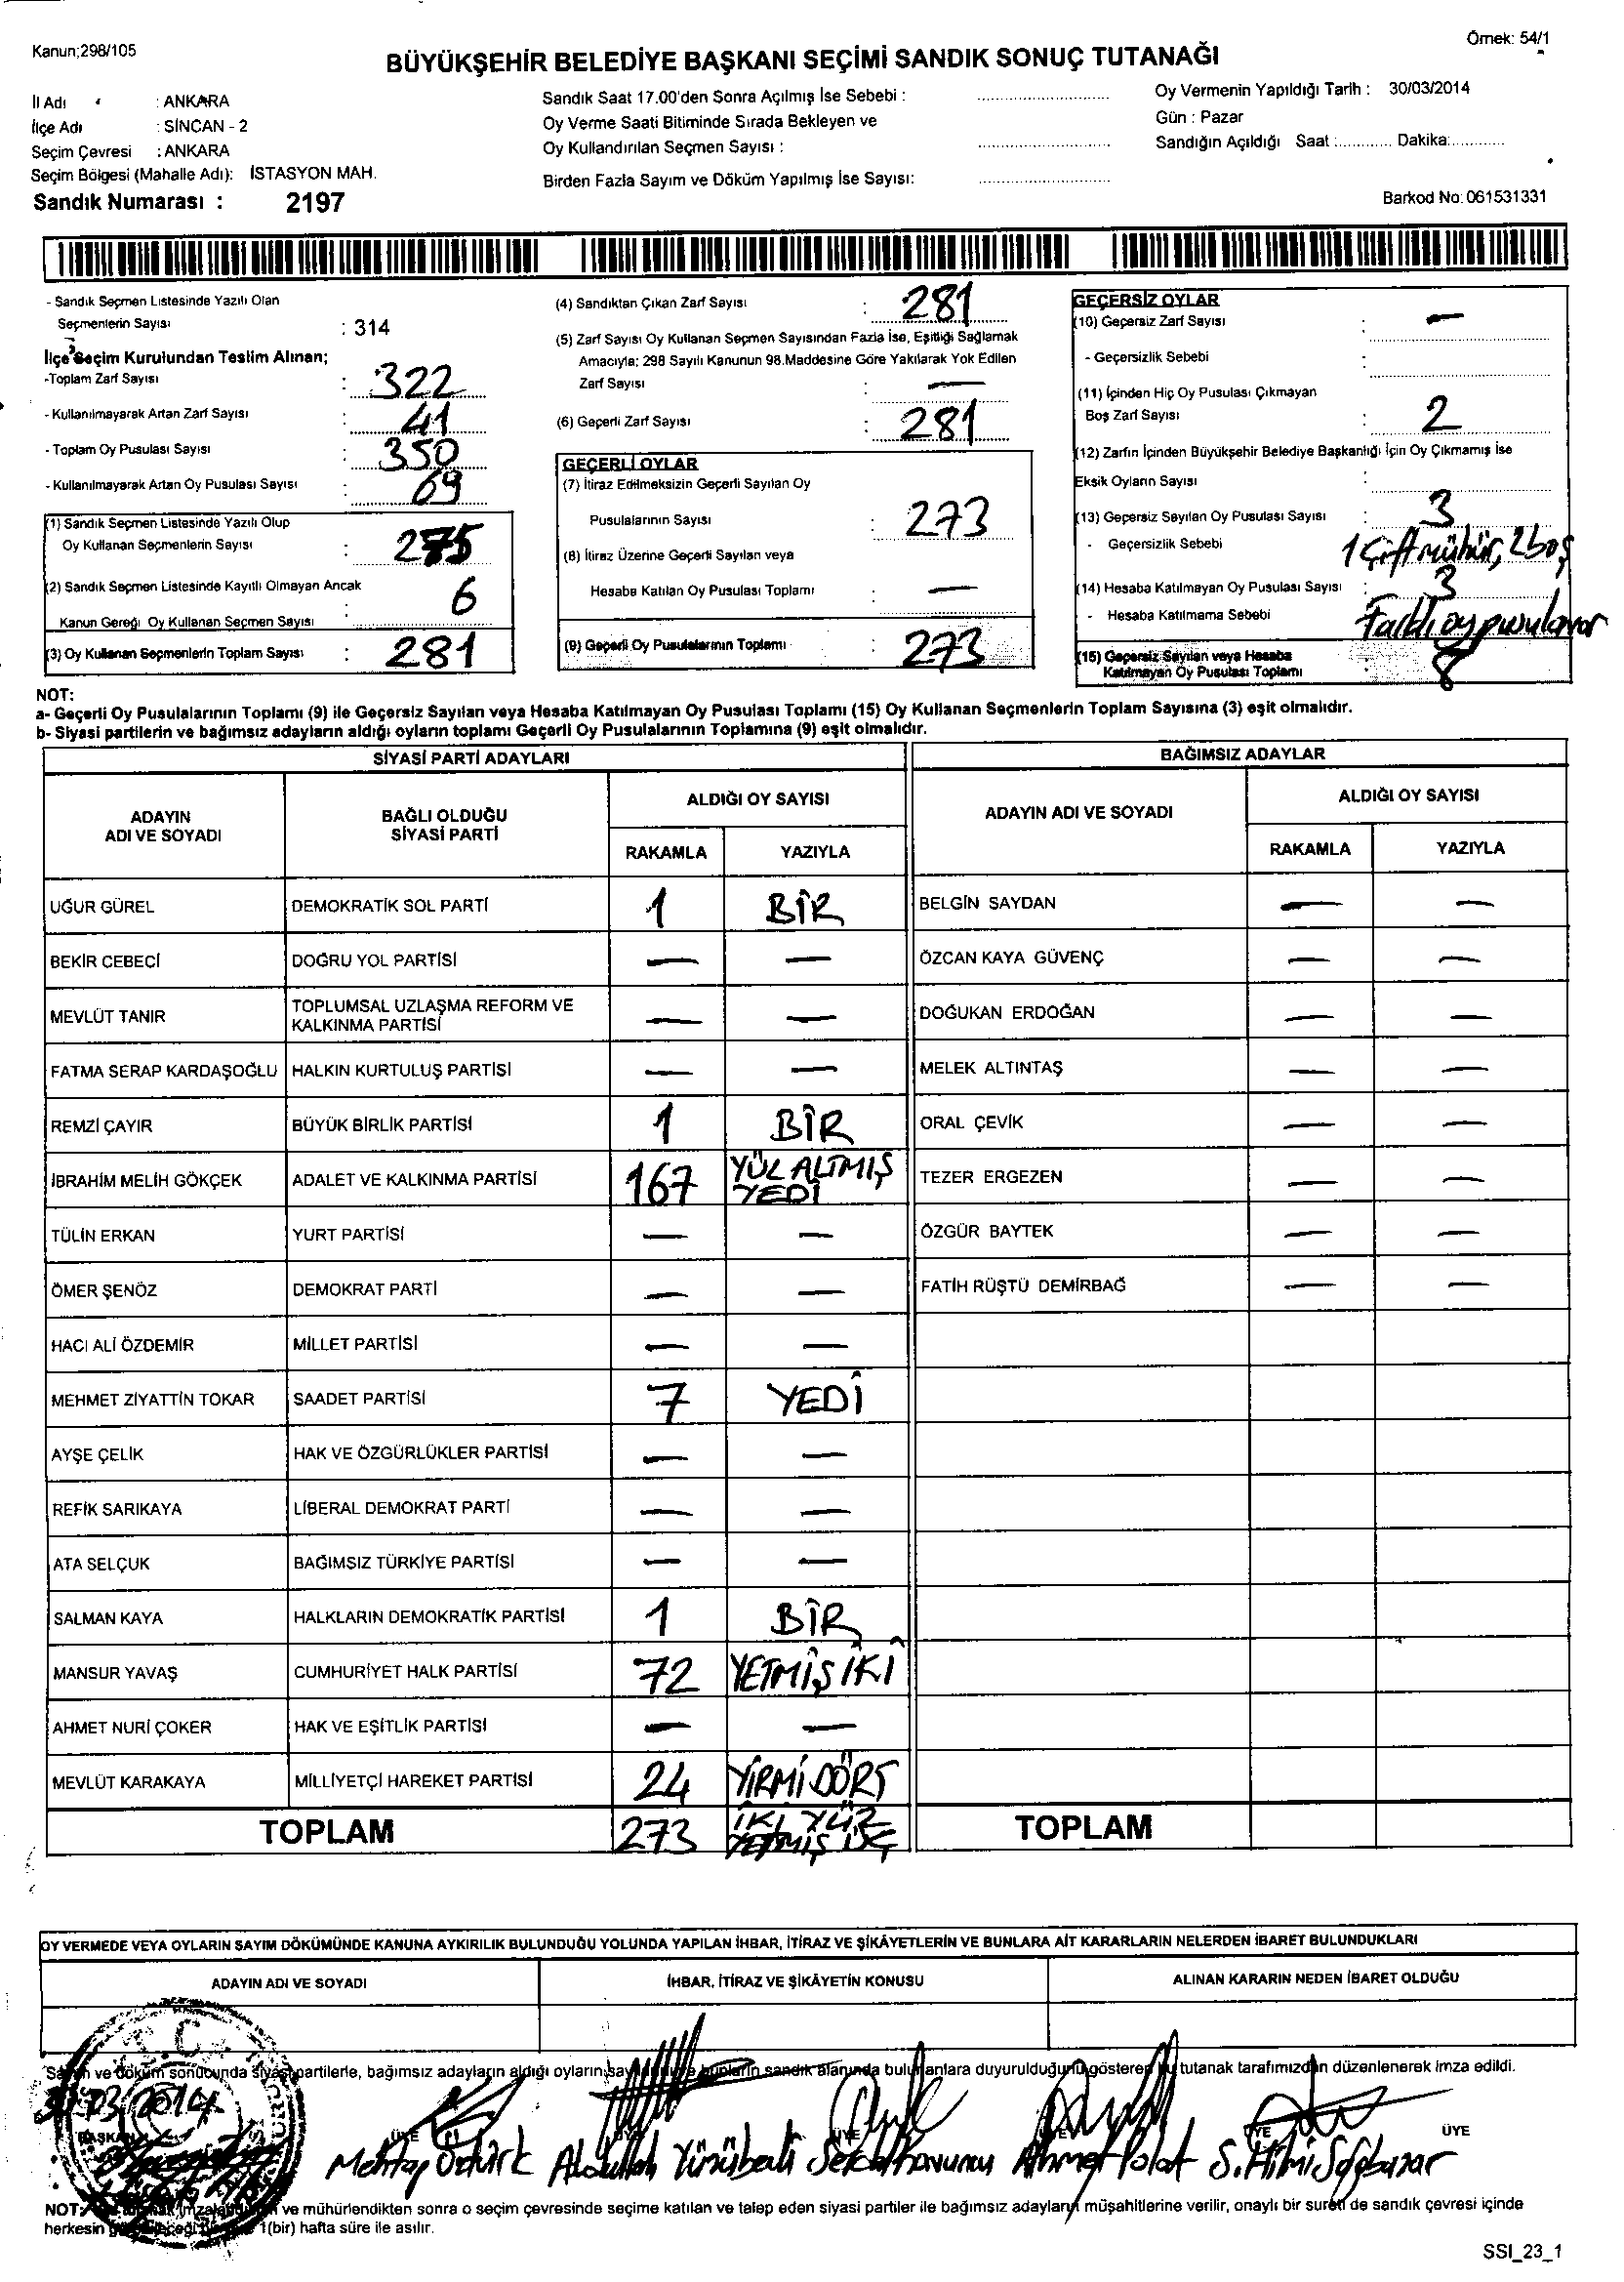 Kanun;298/105
Örnek: 54/1
BÜYÜKŞEHİR BELEDİYE BAŞKANI SEÇİMİ SANDIK SONUÇ TUTANAĞI
İl Adı : ANKARA
İlçe Adı : SİNCAN - 2
Seçim Çevresi : ANKARA
Seçim Bölgesi (Mahalle Adı): İSTASYON MAH.
Sandık Numarası : 2197
Sandık Saat 17.00'den Sonra Açılmış İse Sebebi :
Oy Verme Saati Bitiminde Sırada Bekleyen ve
Oy Kullandırılan Seçmen Sayısı :
Birden Fazla Sayım ve Döküm Yapılmış İse Sayısı:
Oy Vermenin Yapıldığı Tarih : 30/03/2014
Gün : Pazar
Sandığın Açıldığı Saat :............ Dakika:............
Barkod No: 061531331
- Sandık Seçmen Listesinde Yazılı Olan
Seçmenlerin Sayısı : 314
İlçe Seçim Kurulundan Teslim Alınan;
-Toplam Zarf Sayısı : 322
- Kullanılmayarak Artan Zarf Sayısı : 41
- Toplam Oy Pusulası Sayısı : 350
- Kullanılmayarak Artan Oy Pusulası Sayısı : 69
(1) Sandık Seçmen Listesinde Yazılı Olup
Oy Kullanan Seçmenlerin Sayısı : 275
(2) Sandık Seçmen Listesinde Kayıtlı Olmayan Ancak
Kanun Gereği Oy Kullanan Seçmen Sayısı : 6
(3) Oy Kullanan Seçmenlerin Toplam Sayısı : 281
(4) Sandıktan Çıkan Zarf Sayısı : 281
(5) Zarf Sayısı Oy Kullanan Seçmen Sayısından Fazla İse, Eşitliği Sağlamak
Amacıyla; 298 Sayılı Kanunun 98.Maddesine Göre Yakılarak Yok Edilen
Zarf Sayısı : —
(6) Geçerli Zarf Sayısı : 281
GEÇERLİ OYLAR
(7) İtiraz Edilmeksizin Geçerli Sayılan Oy
Pusulalarının Sayısı : 273
(8) İtiraz Üzerine Geçerli Sayılan veya
Hesaba Katılan Oy Pusulası Toplamı : —
(9) Geçerli Oy Pusulalarının Toplamı : 273
GEÇERSİZ OYLAR
(10) Geçersiz Zarf Sayısı : —
- Geçersizlik Sebebi :
(11) İçinden Hiç Oy Pusulası Çıkmayan
Boş Zarf Sayısı : 2
(12) Zarfın İçinden Büyükşehir Belediye Başkanlığı İçin Oy Çıkmamış İse
Eksik Oyların Sayısı :
(13) Geçersiz Sayılan Oy Pusulası Sayısı : 3
- Geçersizlik Sebebi 1 Çift mühür, 2 boş
(14) Hesaba Katılmayan Oy Pusulası Sayısı : 3
- Hesaba Katılmama Sebebi Farklı oy pusulaları
(15) Geçersiz Sayılan veya Hesaba
Katılmayan Oy Pusulası Toplamı : 8
NOT:
a- Geçerli Oy Pusulalarının Toplamı (9) ile Geçersiz Sayılan veya Hesaba Katılmayan Oy Pusulası Toplamı (15) Oy Kullanan Seçmenlerin Toplam Sayısına (3) eşit olmalıdır.
b- Siyasi partilerin ve bağımsız adayların aldığı oyların toplamı Geçerli Oy Pusulalarının Toplamına (9) eşit olmalıdır.
SİYASİ PARTİ ADAYLARI
BAĞIMSIZ ADAYLAR
ADAYIN ADI VE SOYADI
BAĞLI OLDUĞU SİYASİ PARTİ
ALDIĞI OY SAYISI
RAKAMLA YAZIYLA
ADAYIN ADI VE SOYADI
ALDIĞI OY SAYISI
RAKAMLA YAZIYLA
UĞUR GÜREL DEMOKRATİK SOL PARTİ 1 BİR BELGİN SAYDAN — —
BEKİR CEBECİ DOĞRU YOL PARTİSİ — — ÖZCAN KAYA GÜVENÇ — —
MEVLÜT TANIR TOPLUMSAL UZLAŞMA REFORM VE KALKINMA PARTİSİ — — DOĞUKAN ERDOĞAN — —
FATMA SERAP KARDAŞOĞLU HALKIN KURTULUŞ PARTİSİ — — MELEK ALTINTAŞ — —
REMZİ ÇAYIR BÜYÜK BİRLİK PARTİSİ 1 BİR ORAL ÇEVİK — —
İBRAHİM MELİH GÖKÇEK ADALET VE KALKINMA PARTİSİ 167 YÜZ ALTMIŞ YEDİ TEZER ERGEZEN — —
TÜLİN ERKAN YURT PARTİSİ — — ÖZGÜR BAYTEK — —
ÖMER ŞENÖZ DEMOKRAT PARTİ — — FATİH RÜŞTÜ DEMİRBAĞ — —
HACI ALİ ÖZDEMİR MİLLET PARTİSİ — —
MEHMET ZİYATTİN TOKAR SAADET PARTİSİ 7 YEDİ
AYŞE ÇELİK HAK VE ÖZGÜRLÜKLER PARTİSİ — —
REFİK SARIKAYA LİBERAL DEMOKRAT PARTİ — —
ATA SELÇUK BAĞIMSIZ TÜRKİYE PARTİSİ — —
SALMAN KAYA HALKLARIN DEMOKRATİK PARTİSİ 1 BİR
MANSUR YAVAŞ CUMHURİYET HALK PARTİSİ 72 YETMİŞ İKİ
AHMET NURİ ÇOKER HAK VE EŞİTLİK PARTİSİ — —
MEVLÜT KARAKAYA MİLLİYETÇİ HAREKET PARTİSİ 24 YİRMİ DÖRT
TOPLAM 273 İKİ YÜZ YETMİŞ ÜÇ TOPLAM
OY VERMEDE VEYA OYLARIN SAYIM DÖKÜMÜNDE KANUNA AYKIRILIK BULUNDUĞU YOLUNDA YAPILAN İHBAR, İTİRAZ VE ŞİKÂYETLERİN VE BUNLARA AİT KARARLARIN NELERDEN İBARET BULUNDUKLARI
ADAYIN ADI VE SOYADI İHBAR, İTİRAZ VE ŞİKÂYETİN KONUSU ALINAN KARARIN NEDEN İBARET OLDUĞU
Sayım ve döküm sonucunda siyasi partilerle, bağımsız adayların aldığı oyların bunların sandık alanında bulunanlara duyurulduğunu gösteren bu tutanak tarafımızdan düzenlenerek imza edildi.
T.C.
BAŞKAN ÜYE ÜYE ÜYE ÜYE ÜYE
Mehtap Öztürk Abdullah Ahmet Polat
NOT: ve mühürlendikten sonra o seçim çevresinde seçime katılan ve talep eden siyasi partiler ile bağımsız adayların müşahitlerine verilir, onaylı bir sureti de sandık çevresi içinde
herkesin 1(bir) hafta süre ile asılır.
SSI_23_1